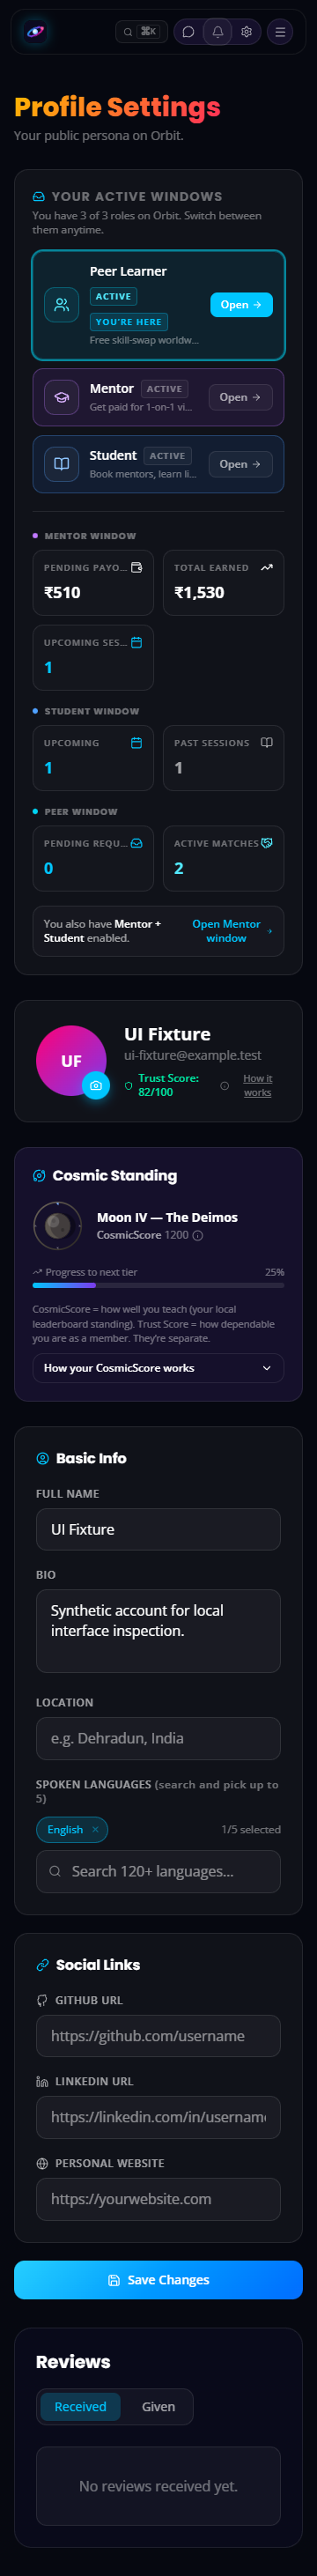 ⌘K
Profile Settings
Your public persona on Orbit.
YOUR ACTIVE WINDOWS
You have 3 of 3 roles on Orbit. Switch between
them anytime.
Peer Learner
ACTIVE
YOU'RE HERE
Free skill-swap worldw...
Open →
Mentor ACTIVE
Get paid for 1-on-1 vi...
Open →
Student ACTIVE
Book mentors, learn li...
Open →
MENTOR WINDOW
PENDING PAYO...
₹510
TOTAL EARNED
₹1,530
UPCOMING SES...
1
STUDENT WINDOW
UPCOMING
1
PAST SESSIONS
1
PEER WINDOW
PENDING REQU...
0
ACTIVE MATCHES
2
You also have Mentor +
Student enabled.
Open Mentor
window →
UF
UI Fixture
ui-fixture@example.test
Trust Score:
82/100
How it
works
Cosmic Standing
Moon IV — The Deimos
CosmicScore 1200
Progress to next tier 25%
CosmicScore = how well you teach (your local
leaderboard standing). Trust Score = how dependable
you are as a member. They're separate.
How your CosmicScore works
Basic Info
FULL NAME
UI Fixture
BIO
Synthetic account for local
interface inspection.
LOCATION
e.g. Dehradun, India
SPOKEN LANGUAGES (search and pick up to
5)
English ×
1/5 selected
Search 120+ languages...
Social Links
GITHUB URL
https://github.com/username
LINKEDIN URL
https://linkedin.com/in/username
PERSONAL WEBSITE
https://yourwebsite.com
Save Changes
Reviews
Received
Given
No reviews received yet.